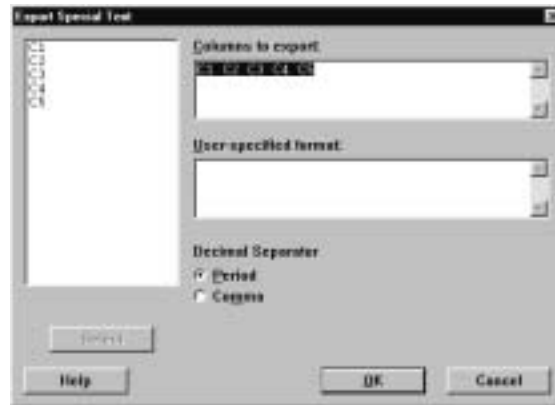 Export Special Text
C1
C2
C3
C4
C5
Columns to export:
C1 C2 C3 C4 C5
User-specified format:
Decimal Separator
Period
Comma
Select
Help
OK
Cancel